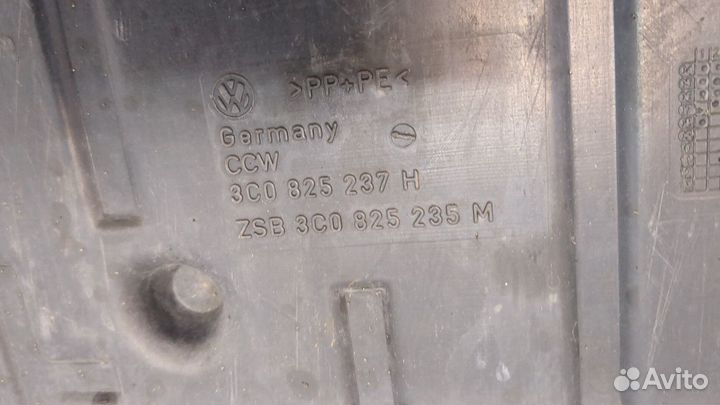 >PP+PE<
Germany
CCW
3C0 825 237 H
ZSB 3C0 825 235 M
Avito